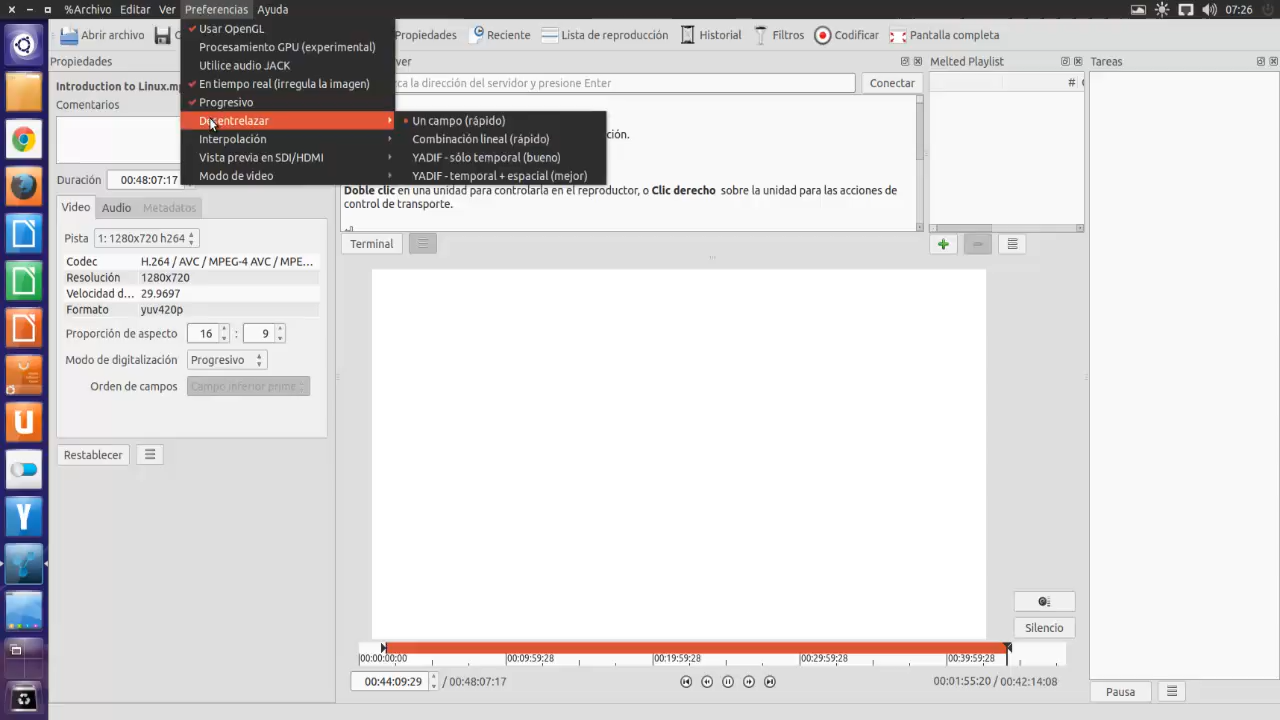 %Archivo Editar Ver Preferencias Ayuda 07:26
Abrir archivo Propiedades Reciente Lista de reproducción Historial Filtros Codificar Pantalla completa
Usar OpenGL
Procesamiento GPU (experimental)
Utilice audio JACK
En tiempo real (irregula la imagen)
Progresivo
Desentrelazar
Interpolación
Vista previa en SDI/HDMI
Modo de video
Un campo (rápido)
Combinación lineal (rápido)
YADIF - sólo temporal (bueno)
YADIF - temporal + espacial (mejor)
Propiedades
Introduction to Linux.mp4
Comentarios
Duración 00:48:07:17
Video Audio Metadatos
Pista 1: 1280x720 h264
Codec H.264 / AVC / MPEG-4 AVC / MPE...
Resolución 1280x720
Velocidad d... 29.9697
Formato yuv420p
Proporción de aspecto 16 : 9
Modo de digitalización Progresivo
Orden de campos Campo inferior prime
Restablecer
ver
la dirección del servidor y presione Enter Conectar
ción.
Doble clic en una unidad para controlarla en el reproductor, o Clic derecho sobre la unidad para las acciones
de control de transporte.
Terminal
Melted Playlist
#
Tareas
Silencio
00:00:00:00 00:09:59;28 00:19:59;28 00:29:59;28 00:39:59;28
00:44:09:29 / 00:48:07:17 00:01:55:20 / 00:42:14:08
Pausa